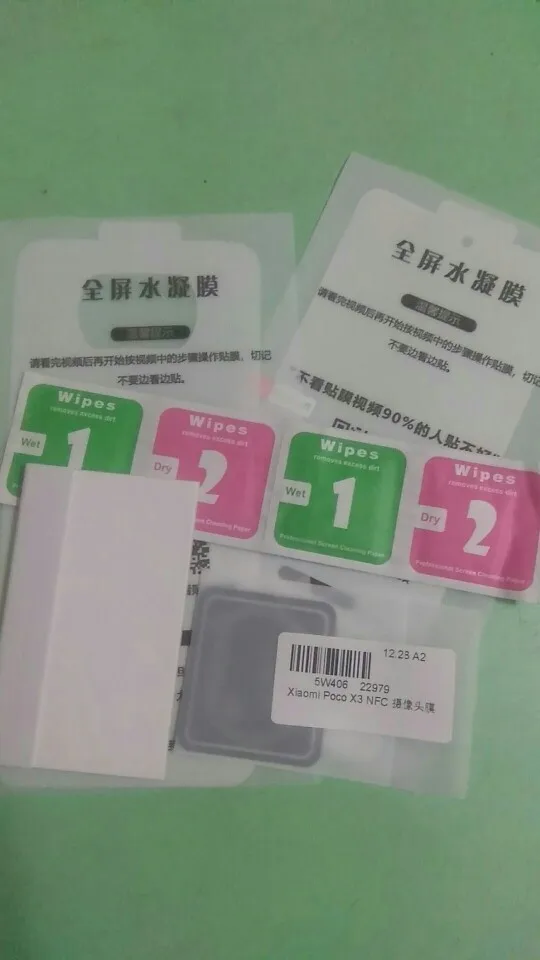 全屏水凝膜
温馨提示
请看完视频后再开始按视频中的步骤操作贴膜，切记
不要边看边贴。
全屏水凝膜
温馨提示
请看完视频后再开始按视频中的步骤操作贴膜，切记
不要边看边贴。
不看贴膜视频90%的人贴不好
Wipes
removes excess dirt
Wet
1
Wipes
removes excess dirt
Dry
2
Screen Cleaning Paper
Wipes
removes excess dirt
Wet
1
Professional Screen Cleaning Paper
Wipes
removes excess dirt
Dry
2
Professional Screen Cleaning Paper
12.23 A2
5W406 22979
Xiaomi Poco X3 NFC 摄像头膜